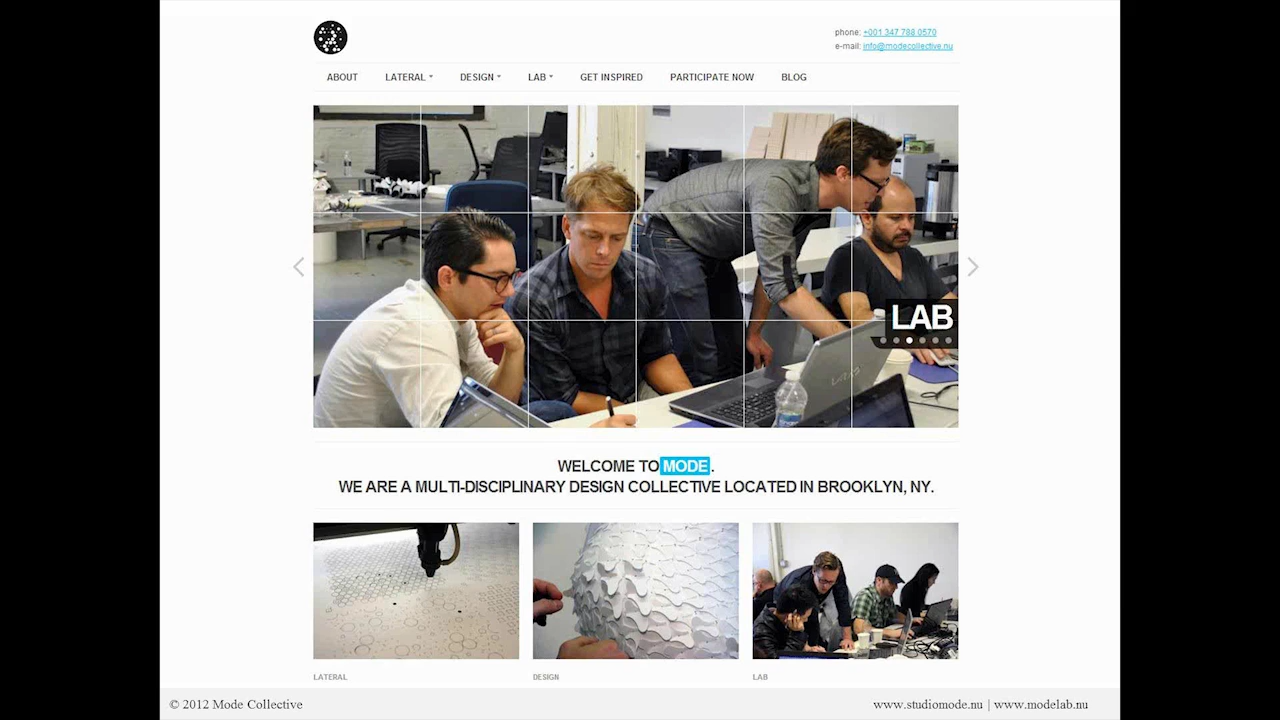 phone: +001 347 788 0570
e-mail: info@modecollective.nu
ABOUT LATERAL DESIGN LAB GET INSPIRED PARTICIPATE NOW BLOG
LAB
WELCOME TO MODE.
WE ARE A MULTI-DISCIPLINARY DESIGN COLLECTIVE LOCATED IN BROOKLYN, NY.
LATERAL DESIGN LAB
© 2012 Mode Collective www.studiomode.nu | www.modelab.nu